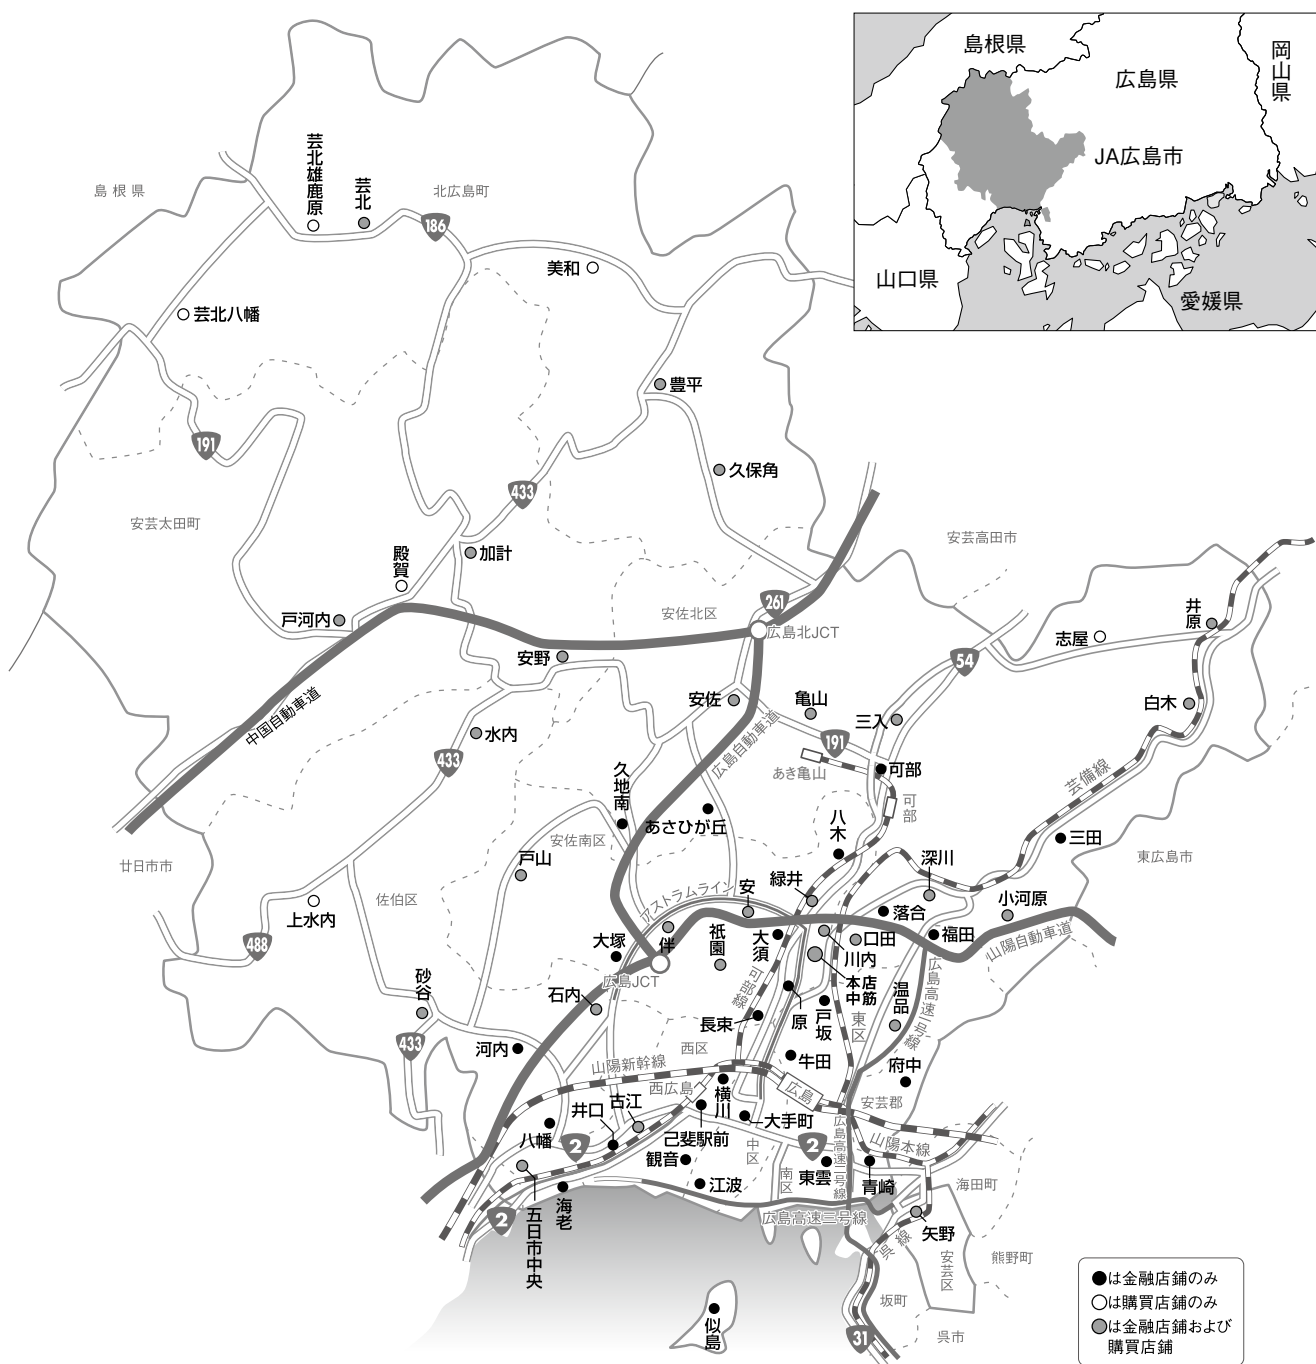 島根県
岡山県
広島県
JA広島市
山口県
愛媛県
島根県
芸北雄鹿原
芸北
北広島町
186
美和
芸北八幡
豊平
191
久保角
433
安芸太田町
安芸高田市
加計
殿賀
戸河内
安佐北区
261
広島北JCT
井原
志屋
54
安野
中国自動車道
安佐
亀山
三入
白木
広島自動車道
191
水内
433
あき亀山
可部
芸備線
久地南
あさひが丘
可部
八木
三田
東広島市
廿日市市
安佐南区
戸山
深川
緑井
佐伯区
上水内
アストラムライン
安
落合
小河原
488
大塚
伴
祇園
大須
川内
口田
福田
山陽自動車道
広島JCT
本店
中筋
砂谷
石内
可部線
原
戸坂
温品
広島高速一号線
433
長束
東区
河内
西区
牛田
府中
山陽新幹線
西広島
横川
広島
安芸郡
井口
古江
大手町
八幡
2
己斐駅前
中区
2
広島高速二号線
山陽本線
観音
東雲
青崎
南区
江波
海田町
五日市中央
海老
2
広島高速三号線
矢野
呉線
安芸区
熊野町
坂町
呉市
31
似島
●は金融店舗のみ
○は購買店舗のみ
●は金融店舗および
購買店舗